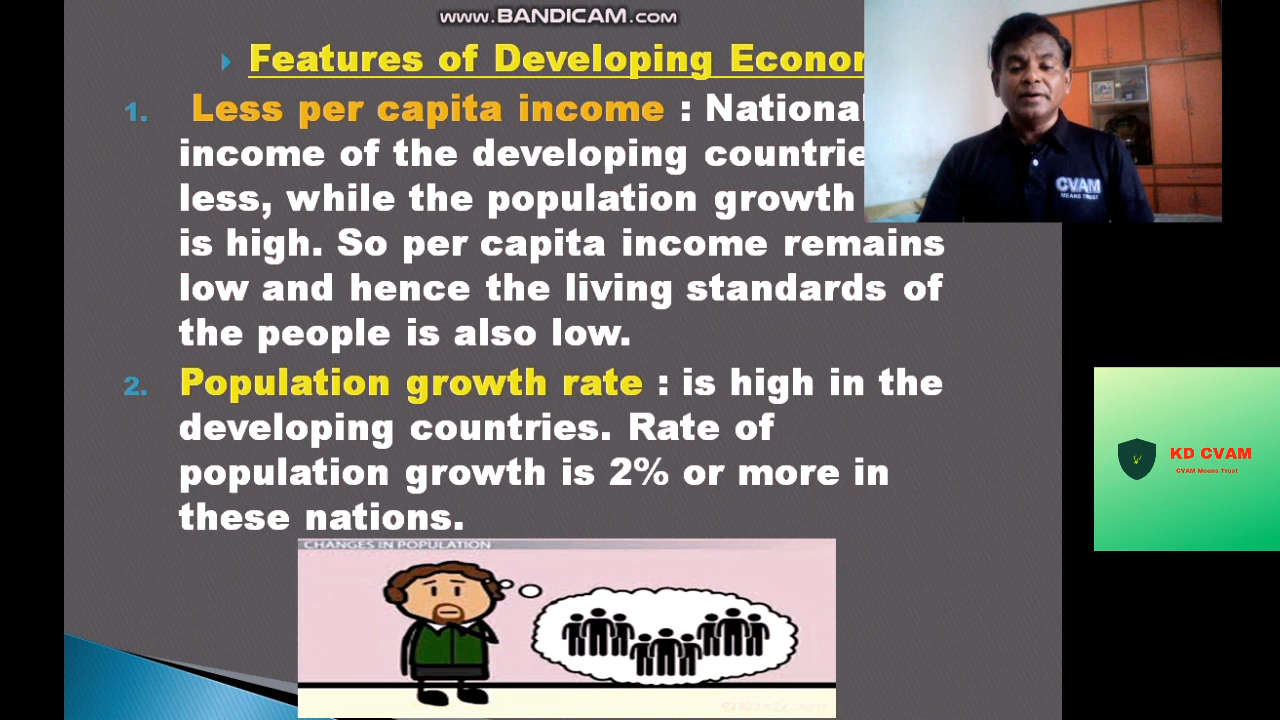 www.BANDICAM.com
Features of Developing Econo
1. Less per capita income : National
income of the developing countrie
less, while the population growth
is high. So per capita income remains
low and hence the living standards of
the people is also low.
2. Population growth rate : is high in the
developing countries. Rate of
population growth is 2% or more in
these nations.
CHANGES IN POPULATION
CVAM
MEANS TRUST
KD CVAM
CVAM Means Trust